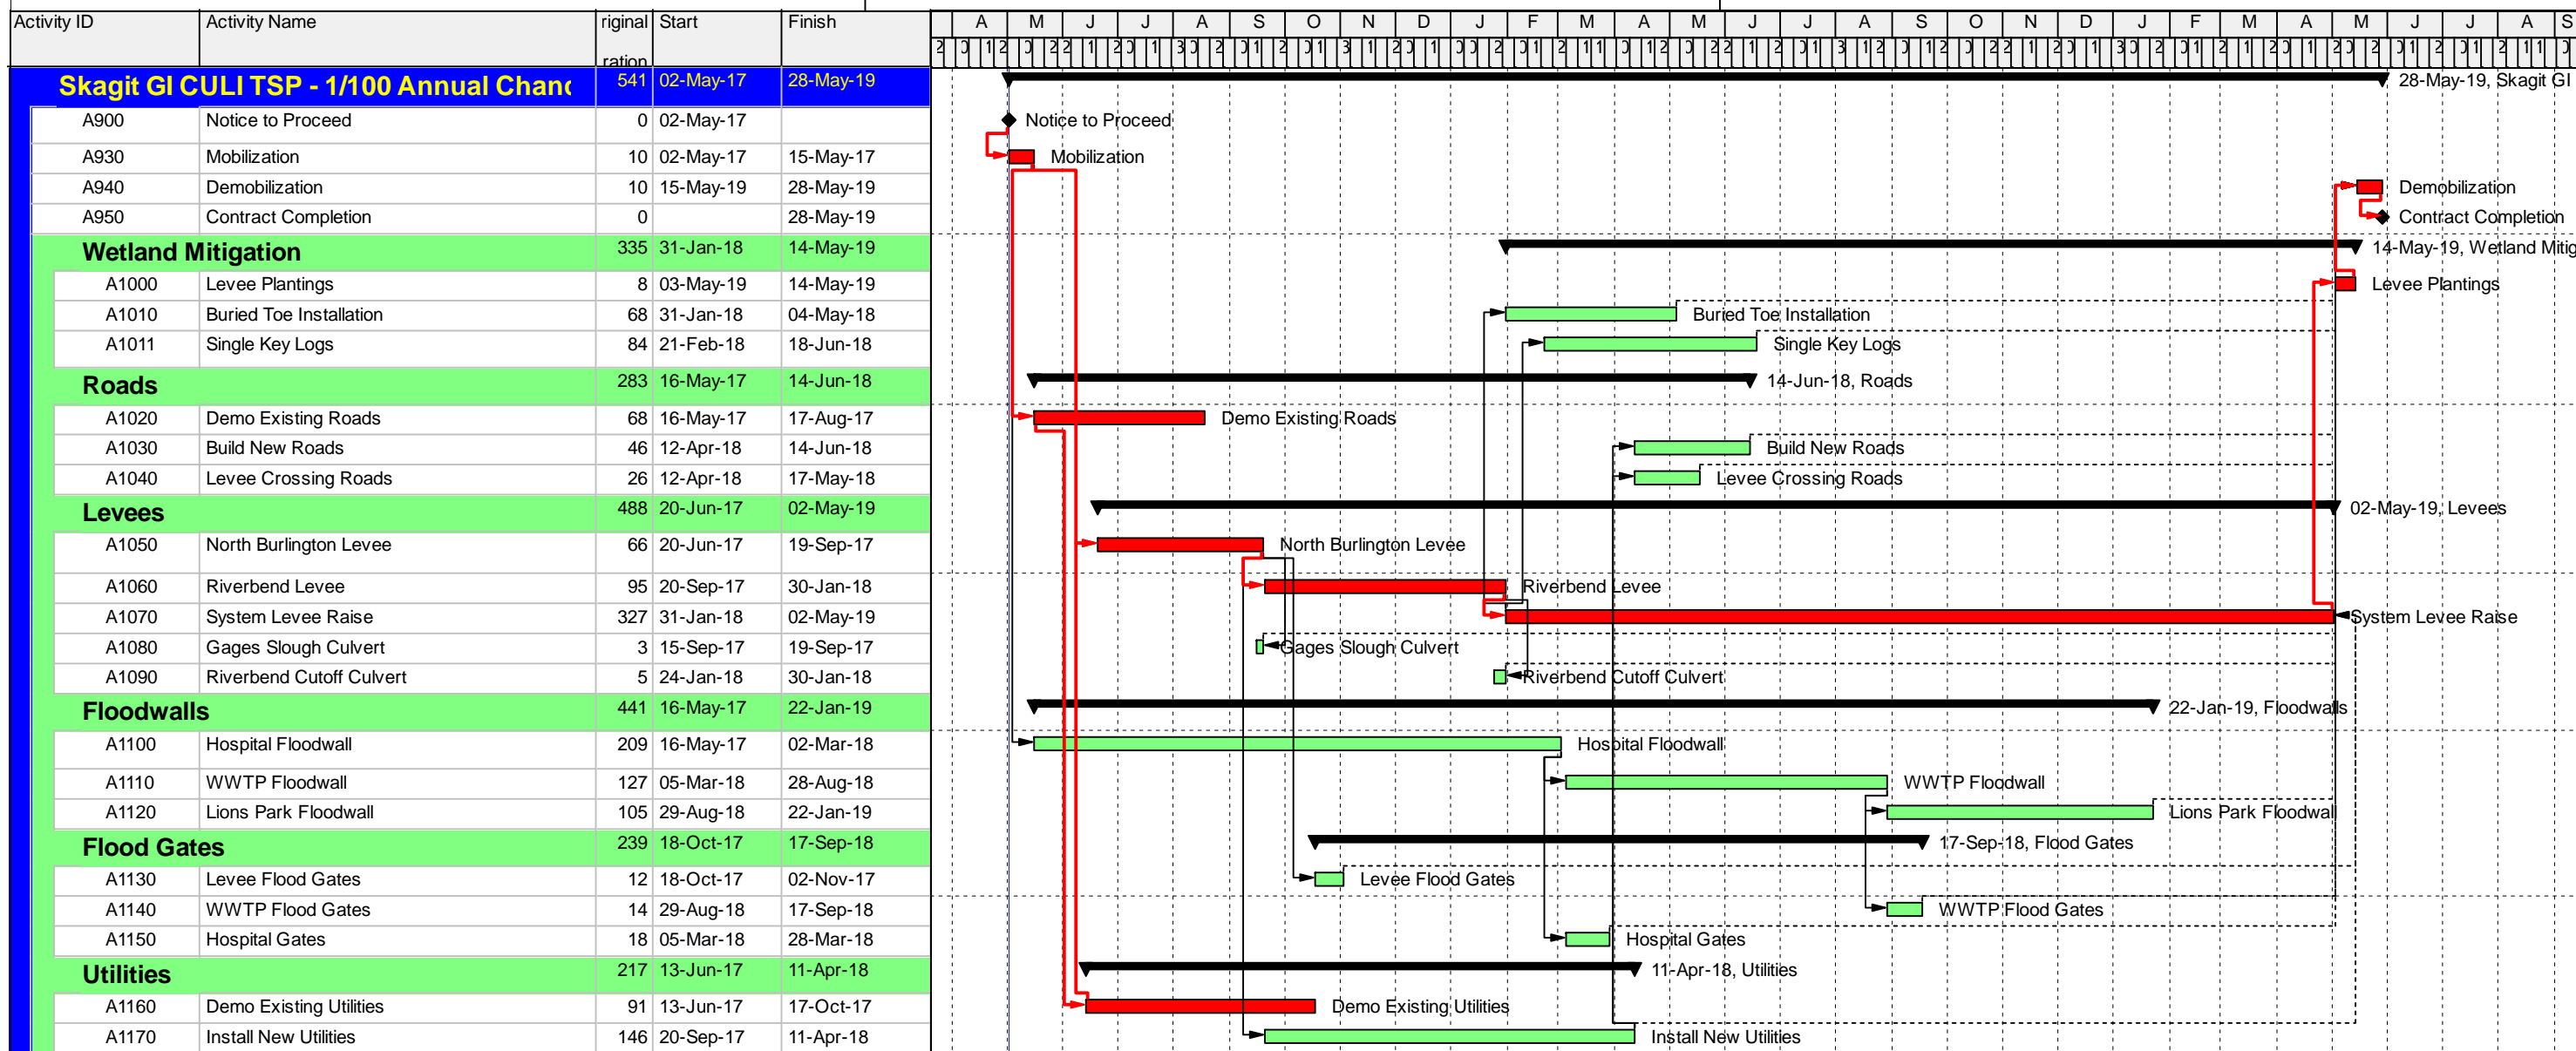 Activity ID Activity Name riginal Start Finish A M J J A S O N D J F M A M J J A S O N D J F M A M J J A S
ration
Skagit GI CULI TSP - 1/100 Annual Chanc 541 02-May-17 28-May-19 28-May-19, Skagit GI
A900 Notice to Proceed 0 02-May-17 Notice to Proceed
A930 Mobilization 10 02-May-17 15-May-17 Mobilization
A940 Demobilization 10 15-May-19 28-May-19 Demobilization
A950 Contract Completion 0 28-May-19 Contract Completion
Wetland Mitigation 335 31-Jan-18 14-May-19 14-May-19, Wetland Mitig
A1000 Levee Plantings 8 03-May-19 14-May-19 Levee Plantings
A1010 Buried Toe Installation 68 31-Jan-18 04-May-18 Buried Toe Installation
A1011 Single Key Logs 84 21-Feb-18 18-Jun-18 Single Key Logs
Roads 283 16-May-17 14-Jun-18 14-Jun-18, Roads
A1020 Demo Existing Roads 68 16-May-17 17-Aug-17 Demo Existing Roads
A1030 Build New Roads 46 12-Apr-18 14-Jun-18 Build New Roads
A1040 Levee Crossing Roads 26 12-Apr-18 17-May-18 Levee Crossing Roads
Levees 488 20-Jun-17 02-May-19 02-May-19, Levees
A1050 North Burlington Levee 66 20-Jun-17 19-Sep-17 North Burlington Levee
A1060 Riverbend Levee 95 20-Sep-17 30-Jan-18 Riverbend Levee
A1070 System Levee Raise 327 31-Jan-18 02-May-19 System Levee Raise
A1080 Gages Slough Culvert 3 15-Sep-17 19-Sep-17 Gages Slough Culvert
A1090 Riverbend Cutoff Culvert 5 24-Jan-18 30-Jan-18 Riverbend Cutoff Culvert
Floodwalls 441 16-May-17 22-Jan-19 22-Jan-19, Floodwalls
A1100 Hospital Floodwall 209 16-May-17 02-Mar-18 Hospital Floodwall
A1110 WWTP Floodwall 127 05-Mar-18 28-Aug-18 WWTP Floodwall
A1120 Lions Park Floodwall 105 29-Aug-18 22-Jan-19 Lions Park Floodwall
Flood Gates 239 18-Oct-17 17-Sep-18 17-Sep-18, Flood Gates
A1130 Levee Flood Gates 12 18-Oct-17 02-Nov-17 Levee Flood Gates
A1140 WWTP Flood Gates 14 29-Aug-18 17-Sep-18 WWTP Flood Gates
A1150 Hospital Gates 18 05-Mar-18 28-Mar-18 Hospital Gates
Utilities 217 13-Jun-17 11-Apr-18 11-Apr-18, Utilities
A1160 Demo Existing Utilities 91 13-Jun-17 17-Oct-17 Demo Existing Utilities
A1170 Install New Utilities 146 20-Sep-17 11-Apr-18 Install New Utilities